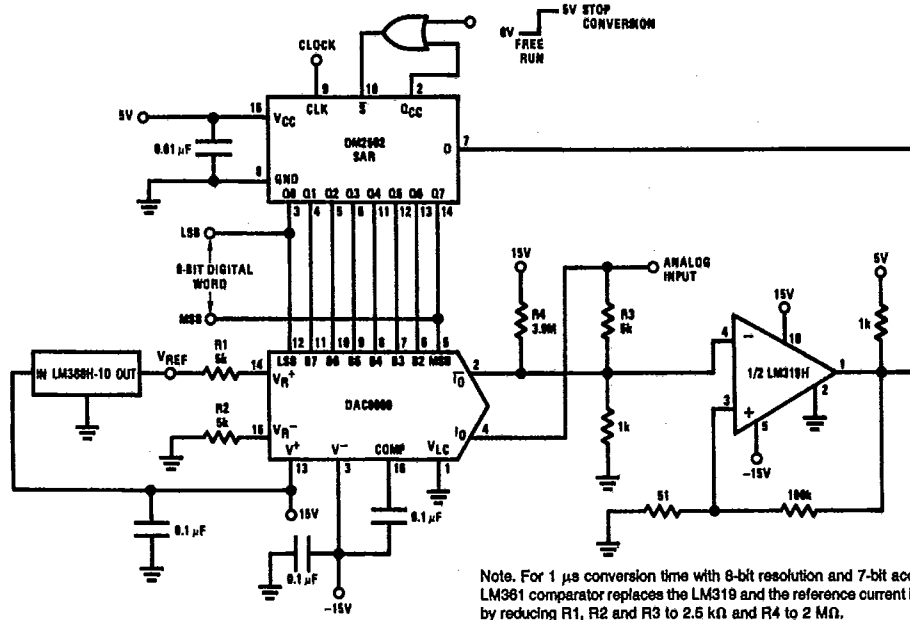 5V STOP
CONVERSION
0V
FREE
RUN
CLOCK
9
10
2
CLK
S
QCC
5V
16
VCC
DM2502
SAR
D
7
0.01 µF
8
GND
Q0
Q1
Q2
Q3
Q4
Q5
Q6
Q7
3
4
5
6
11
12
13
14
LSB
8-BIT DIGITAL
WORD
MSB
15V
ANALOG
INPUT
5V
R4
3.9M
R3
5k
15V
1k
12
11
10
9
8
7
6
5
LSB
B7
B6
B5
B4
B3
B2
MSB
IN LM368H-10 OUT
VREF
R1
5k
14
VR+
DAC0800
IO
2
IO
4
4
−
10
1/2 LM319H
1
3
+
5
2
−15V
R2
5k
15
VR−
V+
V−
COMP
VLC
13
3
16
1
1k
51
100k
15V
0.1 µF
0.1 µF
0.1 µF
−15V
Note. For 1 µs conversion time with 8-bit resolution and 7-bit acc
LM361 comparator replaces the LM319 and the reference current i
by reducing R1, R2 and R3 to 2.5 kΩ and R4 to 2 MΩ.